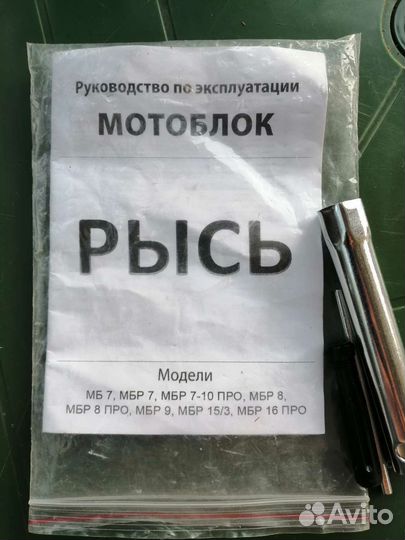 Руководство по эксплуатации
МОТОБЛОК
РЫСЬ
Модели
МБ 7, МБР 7, МБР 7-10 ПРО, МБР 8,
МБР 8 ПРО, МБР 9, МБР 15/3, МБР 16 ПРО
Avito